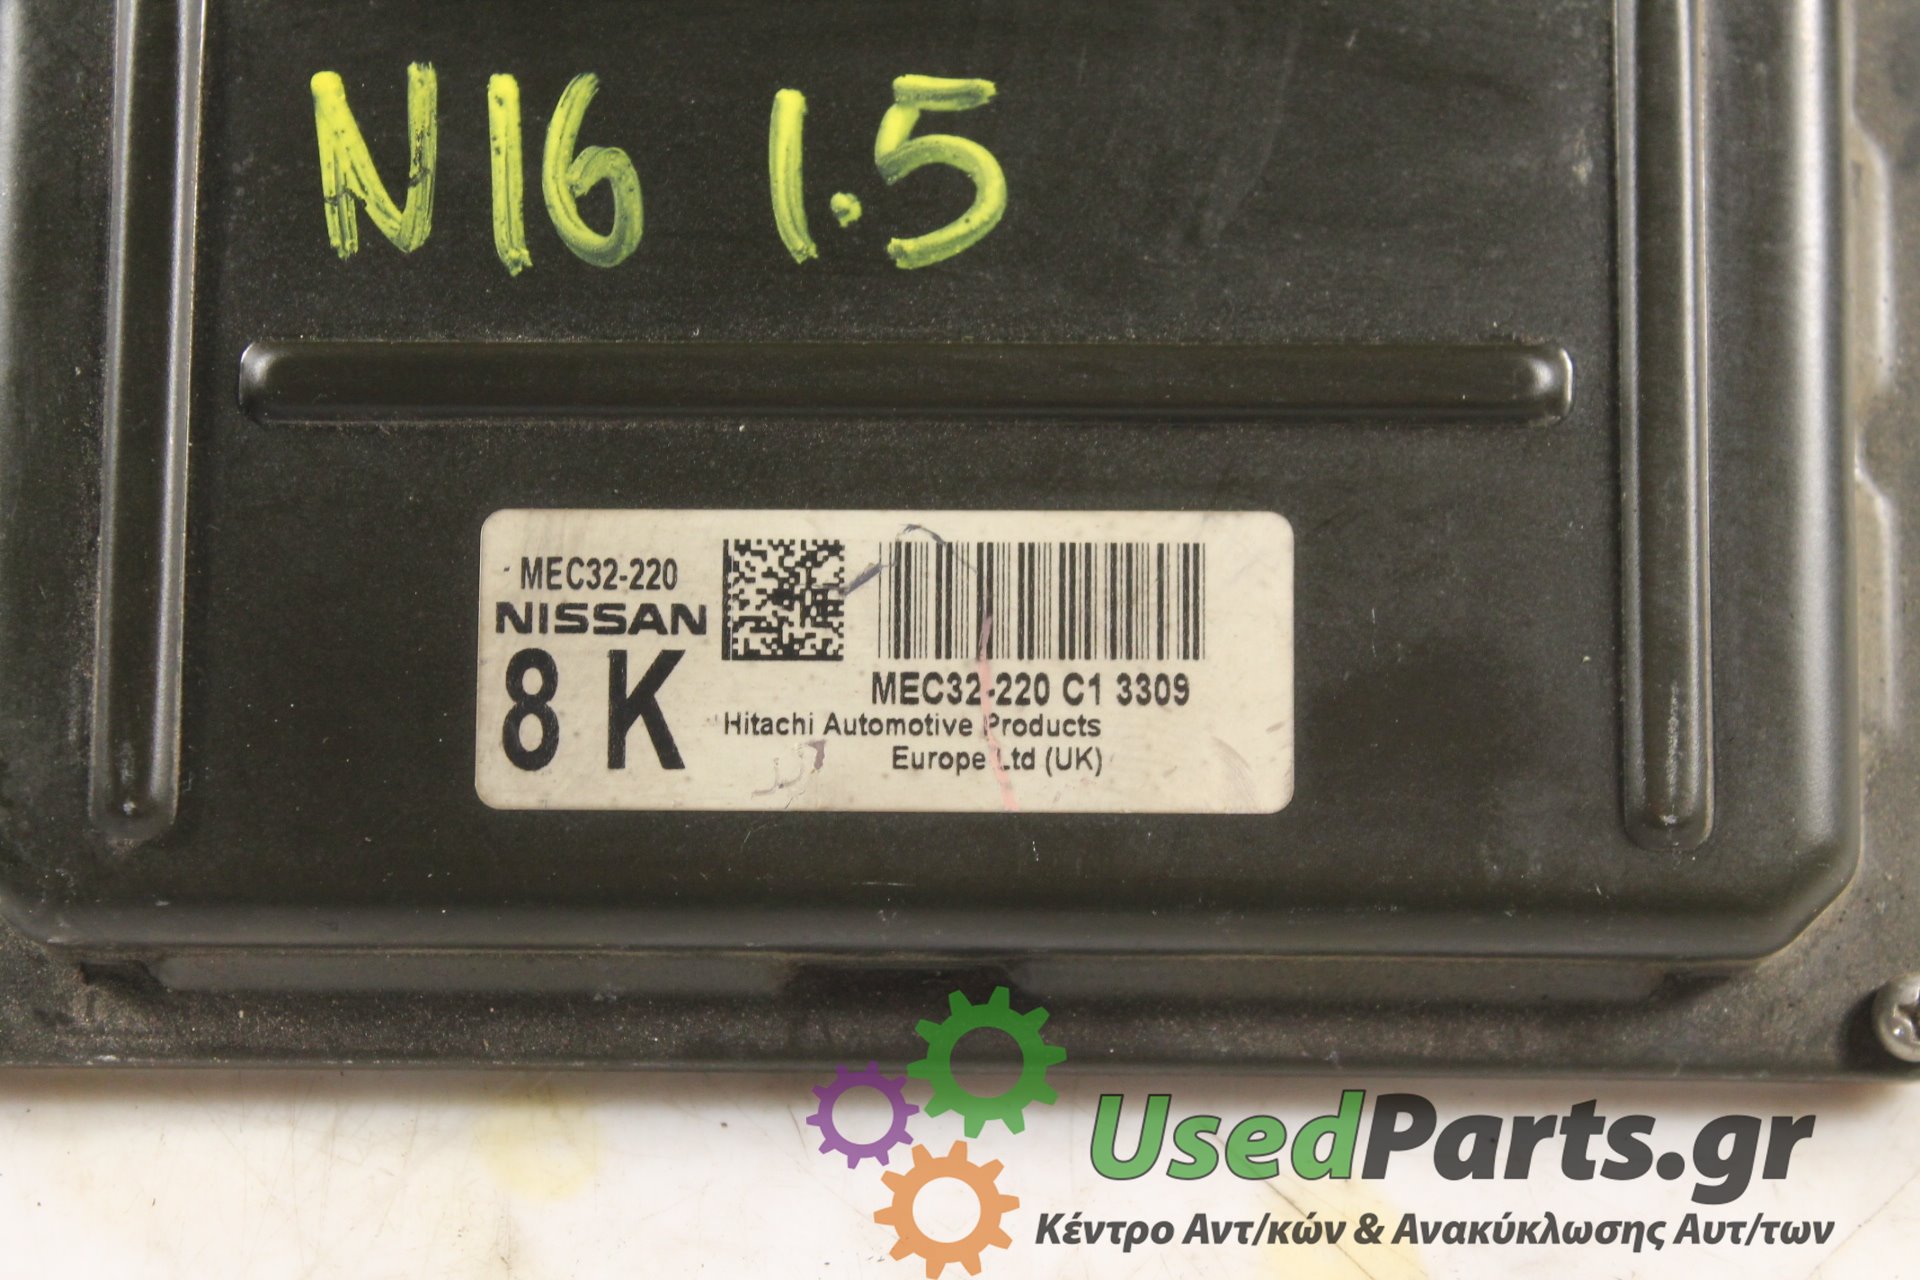 N16 1.5
MEC32-220
NISSAN
8 K
MEC32-220 C1 3309
Hitachi Automotive Products
Europe Ltd (UK)
UsedParts.gr
Κέντρο Αντ/κών & Ανακύκλωσης Αυτ/των